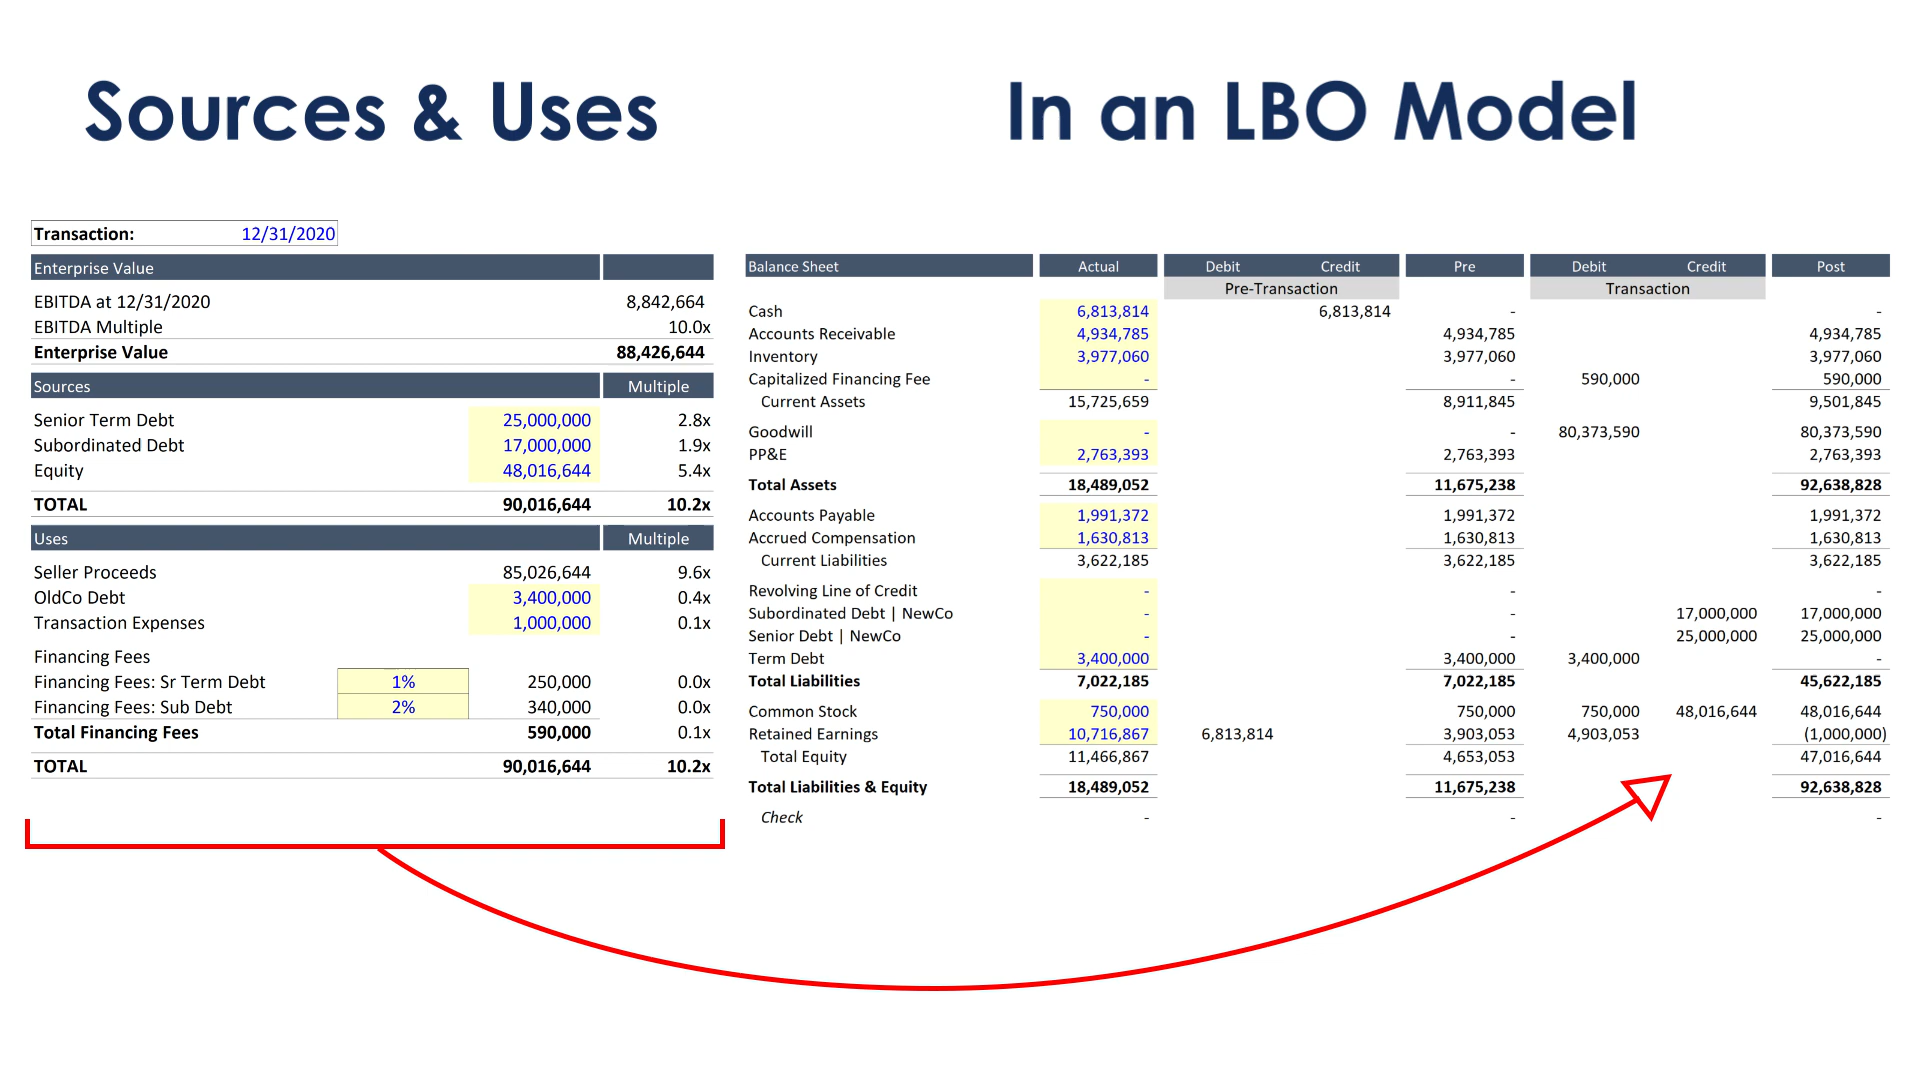 Sources & Uses
In an LBO Model
Transaction: 12/31/2020
Enterprise Value
EBITDA at 12/31/2020 8,842,664
EBITDA Multiple 10.0x
Enterprise Value 88,426,644
Sources Multiple
Senior Term Debt 25,000,000 2.8x
Subordinated Debt 17,000,000 1.9x
Equity 48,016,644 5.4x
TOTAL 90,016,644 10.2x
Uses Multiple
Seller Proceeds 85,026,644 9.6x
OldCo Debt 3,400,000 0.4x
Transaction Expenses 1,000,000 0.1x
Financing Fees
Financing Fees: Sr Term Debt 1% 250,000 0.0x
Financing Fees: Sub Debt 2% 340,000 0.0x
Total Financing Fees 590,000 0.1x
TOTAL 90,016,644 10.2x
Balance Sheet Actual Debit Credit Pre Debit Credit Post
Pre-Transaction Transaction
Cash 6,813,814 6,813,814 - -
Accounts Receivable 4,934,785 4,934,785 4,934,785
Inventory 3,977,060 3,977,060 3,977,060
Capitalized Financing Fee - - 590,000 590,000
Current Assets 15,725,659 8,911,845 9,501,845
Goodwill - - 80,373,590 80,373,590
PP&E 2,763,393 2,763,393 2,763,393
Total Assets 18,489,052 11,675,238 92,638,828
Accounts Payable 1,991,372 1,991,372 1,991,372
Accrued Compensation 1,630,813 1,630,813 1,630,813
Current Liabilities 3,622,185 3,622,185 3,622,185
Revolving Line of Credit - - -
Subordinated Debt | NewCo - - 17,000,000 17,000,000
Senior Debt | NewCo - - 25,000,000 25,000,000
Term Debt 3,400,000 3,400,000 3,400,000 -
Total Liabilities 7,022,185 7,022,185 45,622,185
Common Stock 750,000 750,000 750,000 48,016,644 48,016,644
Retained Earnings 10,716,867 6,813,814 3,903,053 4,903,053 (1,000,000)
Total Equity 11,466,867 4,653,053 47,016,644
Total Liabilities & Equity 18,489,052 11,675,238 92,638,828
Check - - -